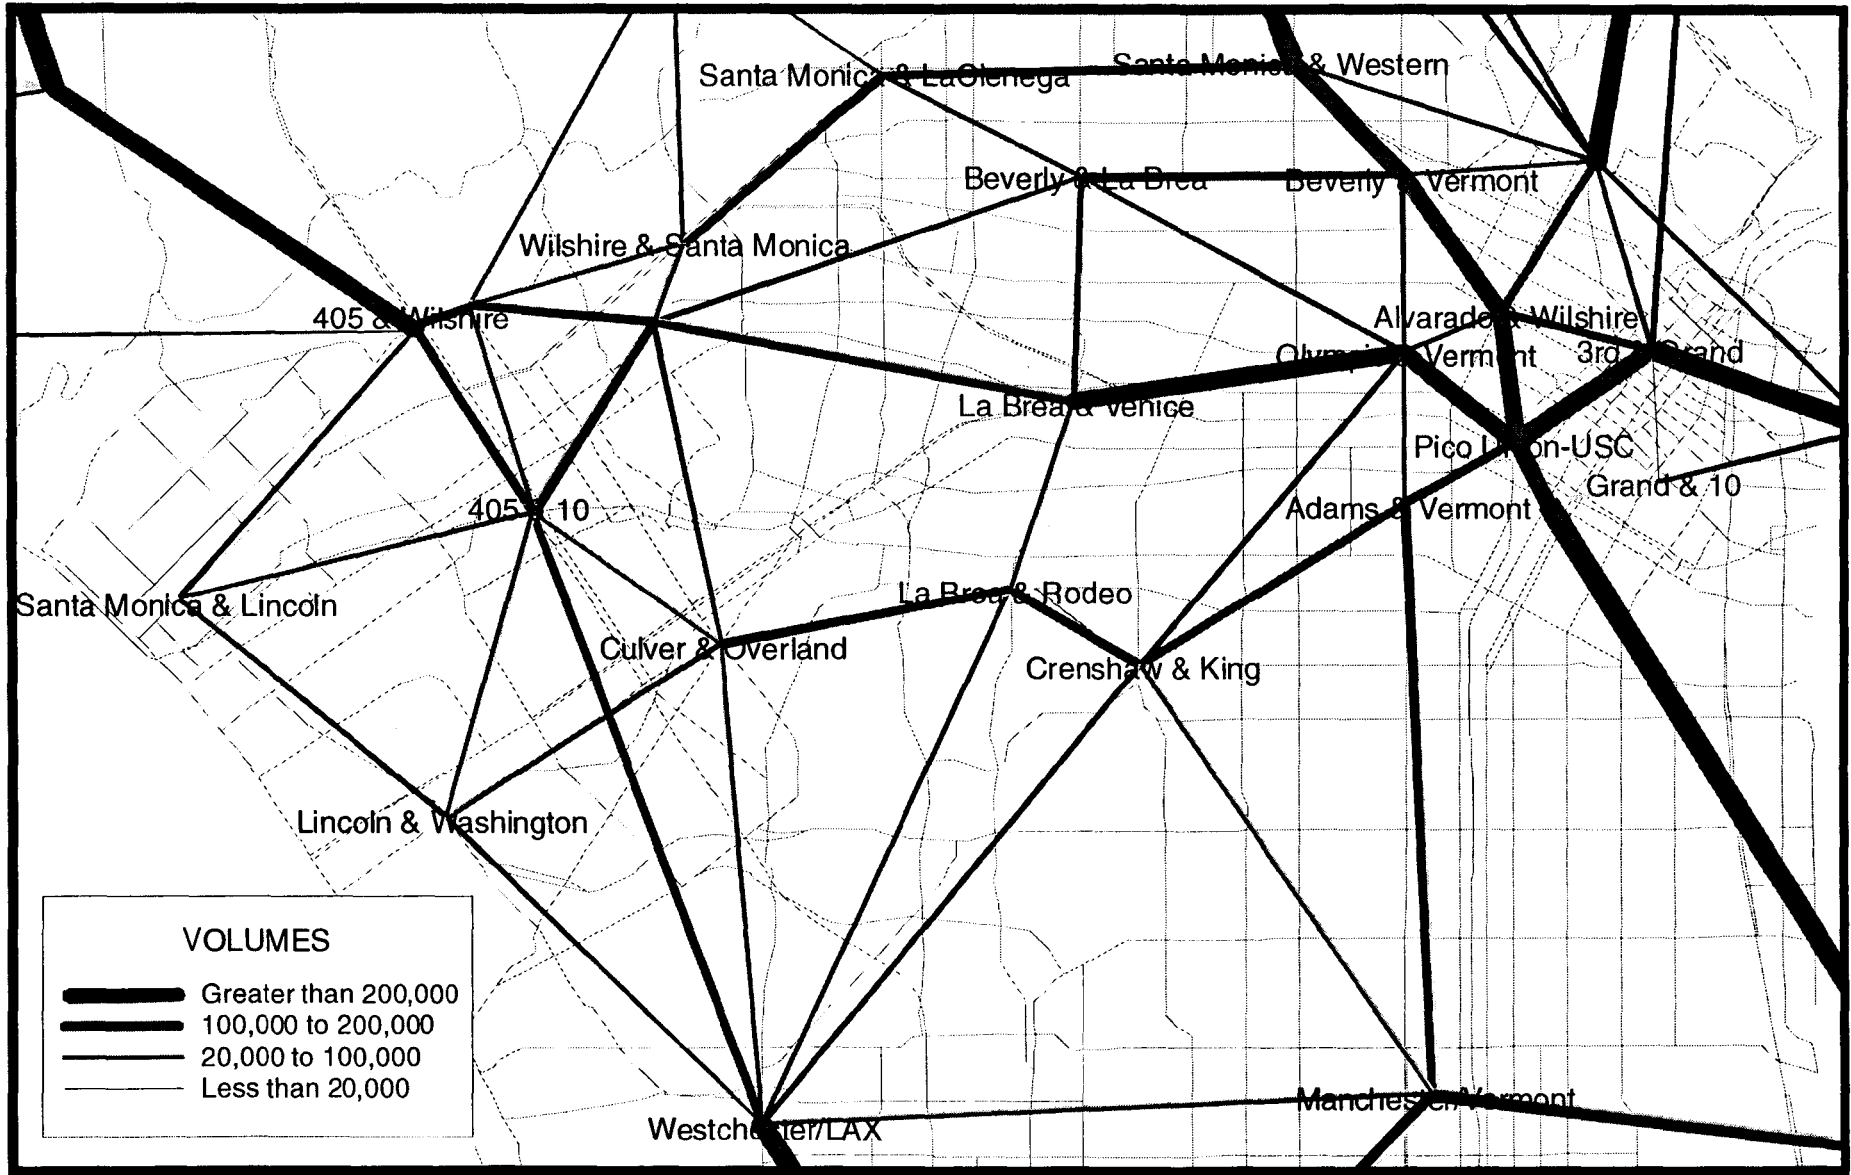 Santa Monica & Western
Santa Monica & LaCienega
Beverly & La Brea
Beverly & Vermont
Wilshire & Santa Monica
405 & Wilshire
Alvarado & Wilshire
Olympic & Vermont
3rd & Grand
La Brea & Venice
Pico Union-USC
Grand & 10
405 & 10
Adams & Vermont
La Brea & Rodeo
Santa Monica & Lincoln
Culver & Overland
Crenshaw & King
Lincoln & Washington
VOLUMES
Greater than 200,000
100,000 to 200,000
20,000 to 100,000
Less than 20,000
Manchester/Vermont
Westchester/LAX